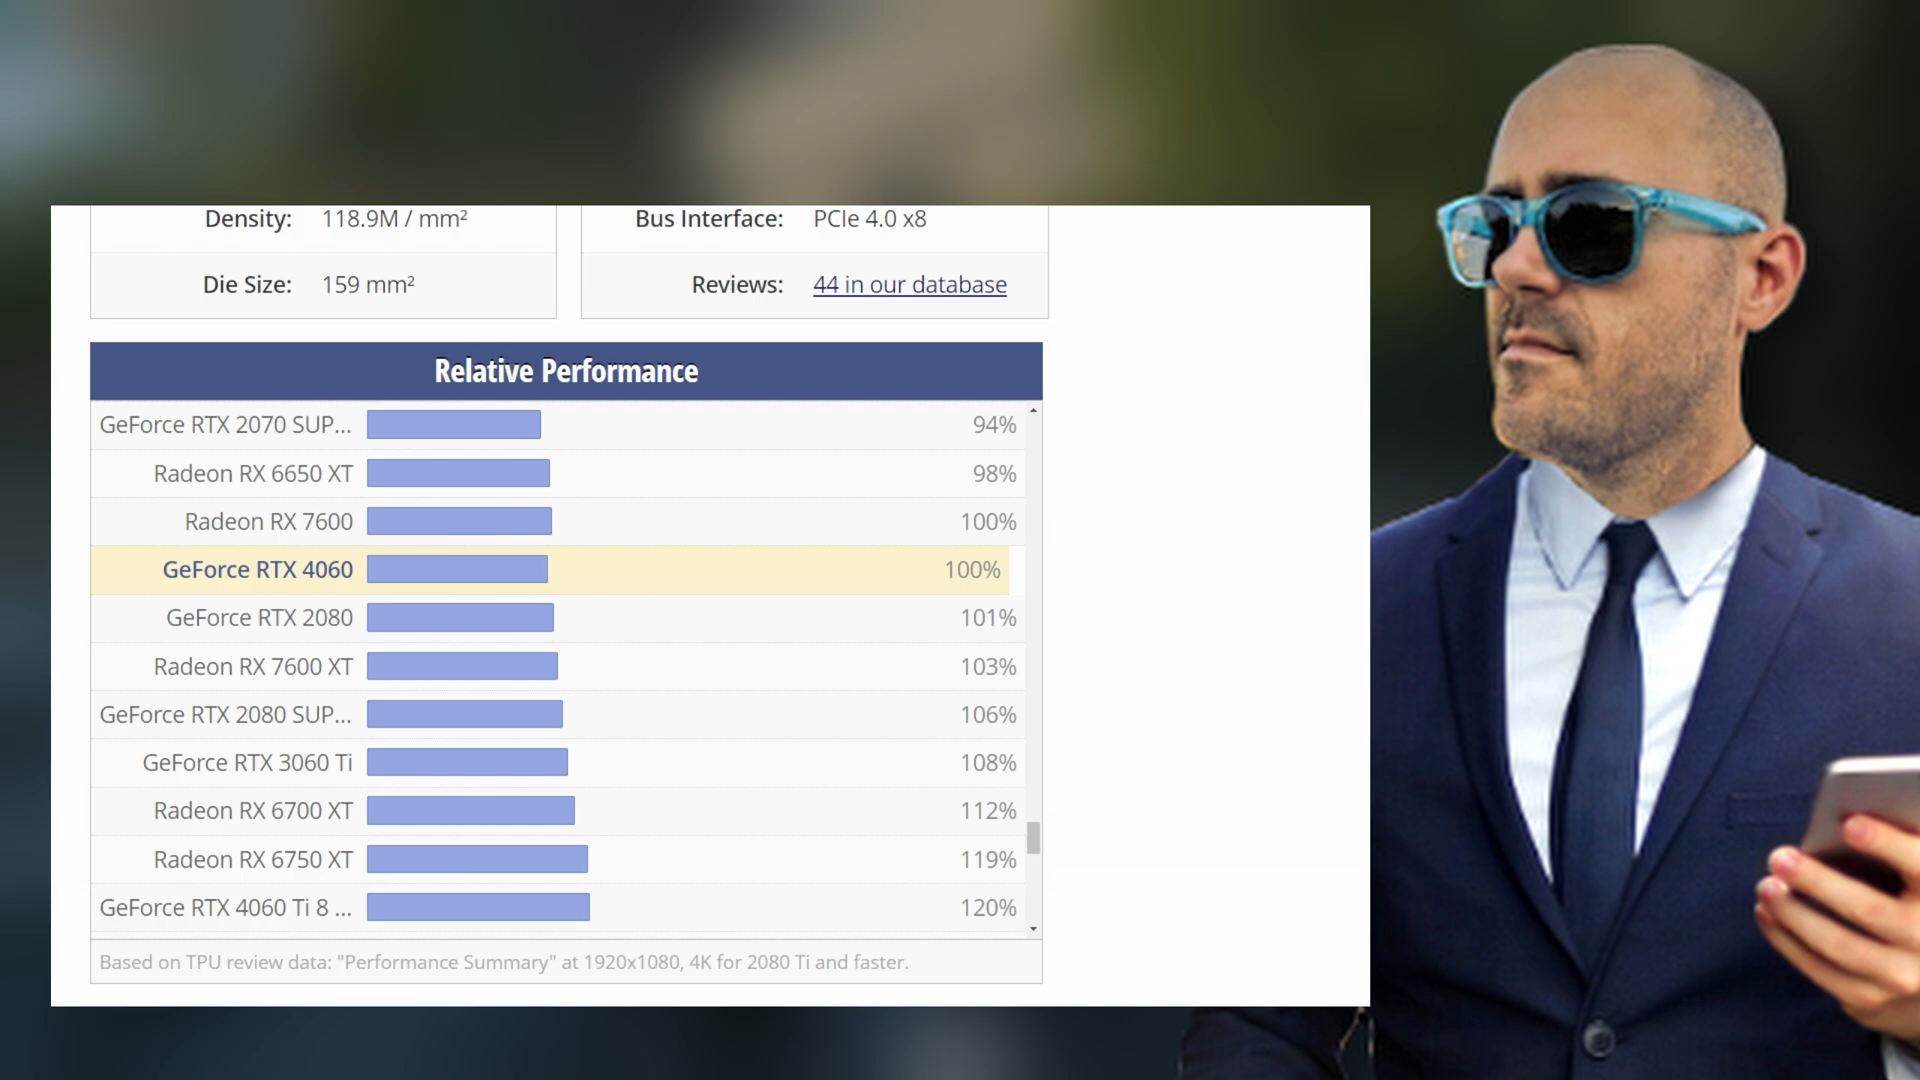 Density: 118.9M / mm²
Bus Interface: PCIe 4.0 x8
Die Size: 159 mm²
Reviews: 44 in our database
Relative Performance
GeForce RTX 2070 SUP... 94%
Radeon RX 6650 XT 98%
Radeon RX 7600 100%
GeForce RTX 4060 100%
GeForce RTX 2080 101%
Radeon RX 7600 XT 103%
GeForce RTX 2080 SUP... 106%
GeForce RTX 3060 Ti 108%
Radeon RX 6700 XT 112%
Radeon RX 6750 XT 119%
GeForce RTX 4060 Ti 8 ... 120%
Based on TPU review data: "Performance Summary" at 1920x1080, 4K for 2080 Ti and faster.